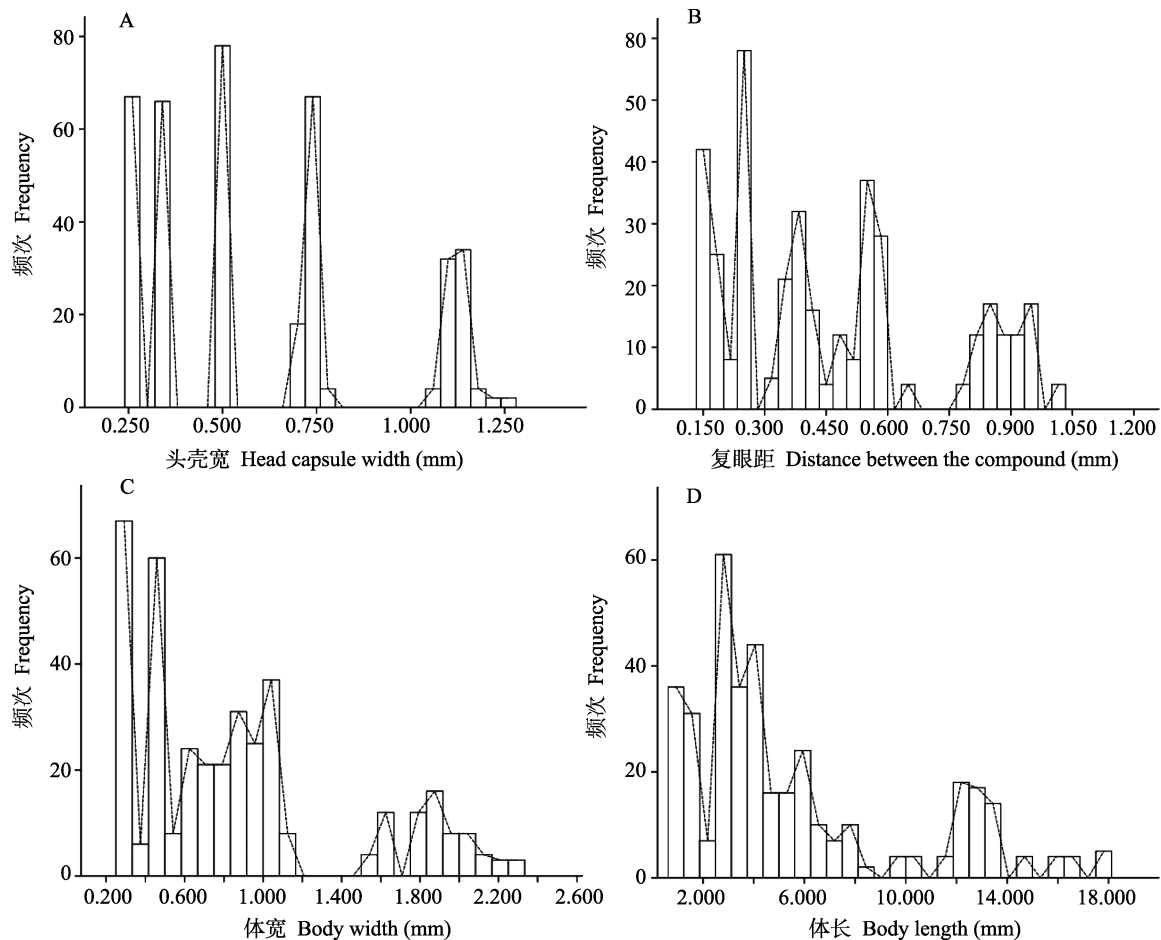 A
80
60
40
20
0
频次 Frequency
0.250 0.500 0.750 1.000 1.250
头壳宽 Head capsule width (mm)
B
80
50
40
30
20
10
0
频次 Frequency
0.150 0.300 0.450 0.600 0.750 0.900 1.050 1.200
复眼距 Distance between the compound (mm)
C
60
40
20
0
频次 Frequency
0.200 0.600 1.000 1.400 1.800 2.200 2.600
体宽 Body width (mm)
D
60
40
20
0
频次 Frequency
2.000 6.000 10.000 14.000 18.000
体长 Body length (mm)